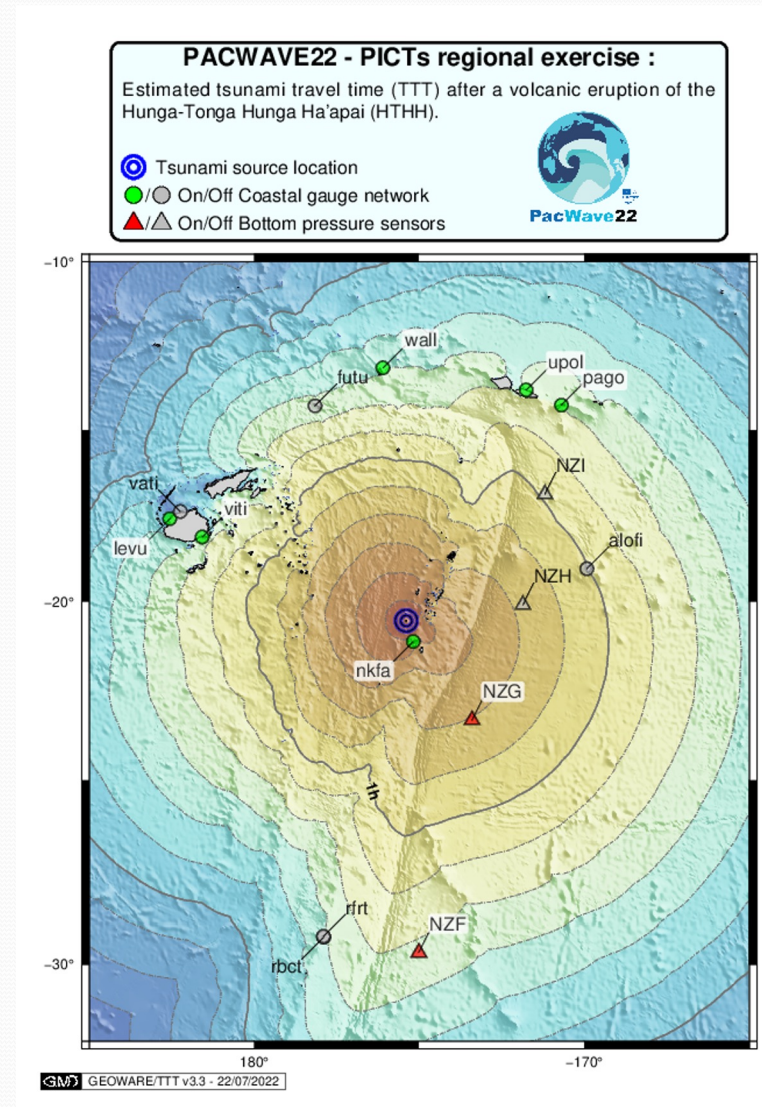 PACWAVE22 - PICTs regional exercise :
Estimated tsunami travel time (TTT) after a volcanic eruption of the
Hunga-Tonga Hunga Ha'apai (HTHH).
Tsunami source location
On/Off Coastal gauge network
On/Off Bottom pressure sensors
PacWave22
−10°
wall
upol
futu
pago
NZI
vati
viti
levu
alofi
NZH
−20°
nkfa
NZG
1h
rfrt
NZF
rbct
−30°
180°
−170°
GMD GEOWARE/TTT v3.3 - 22/07/2022